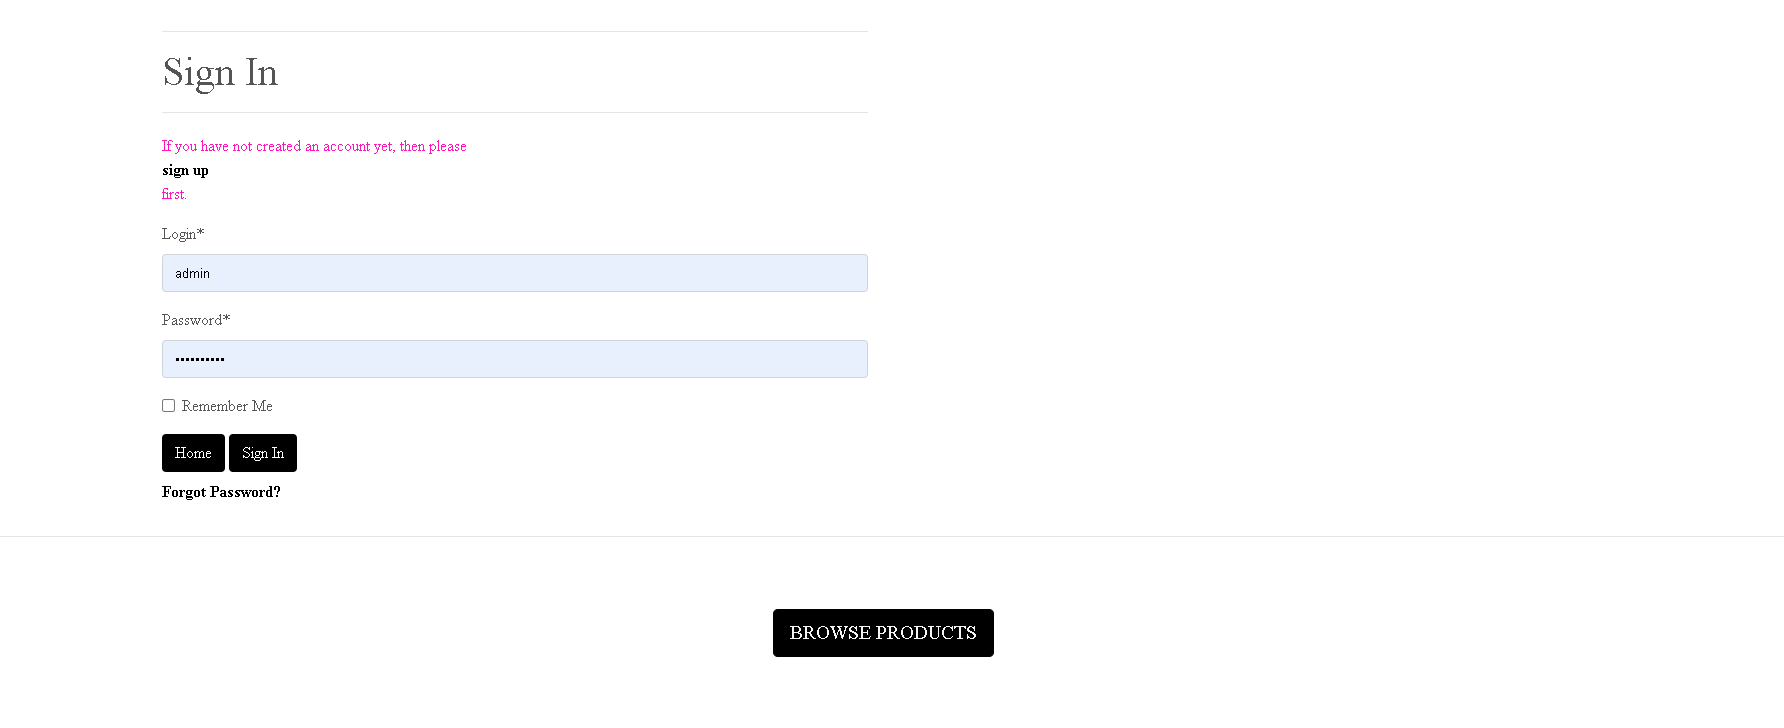 Sign In
If you have not created an account yet, then please
sign up
first.
Login*
admin
Password*
••••••••••
Remember Me
Home Sign In
Forgot Password?
BROWSE PRODUCTS